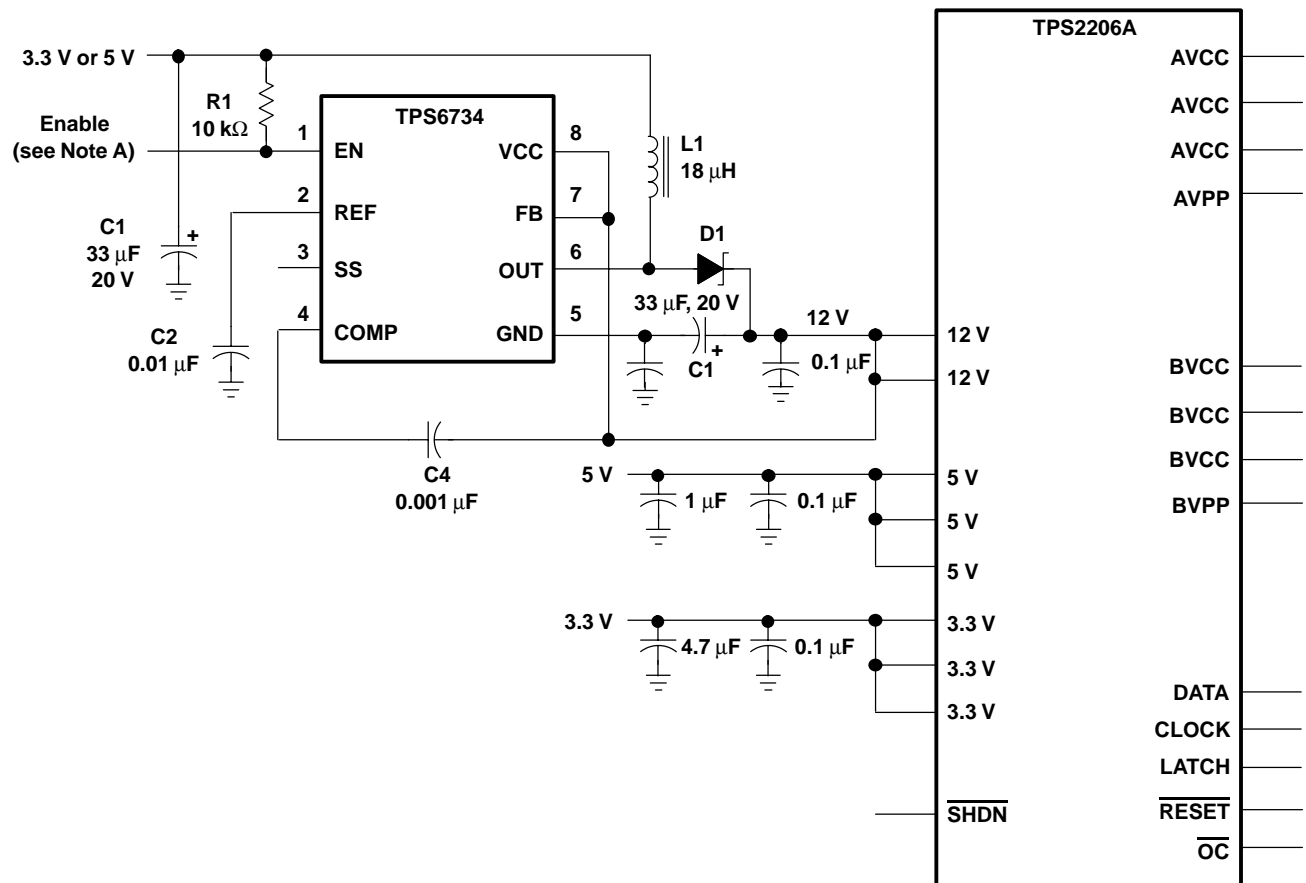 TPS2206A
3.3 V or 5 V
AVCC
R1
10 kΩ
AVCC
TPS6734
Enable
(see Note A)
1
EN
VCC
8
L1
18 μH
AVCC
2
REF
FB
7
AVPP
C1
33 μF
20 V
+
3
SS
OUT
6
D1
33 μF, 20 V
4
COMP
GND
5
C1
+
12 V
0.1 μF
12 V
12 V
C2
0.01 μF
BVCC
BVCC
C4
0.001 μF
BVCC
5 V
1 μF
0.1 μF
5 V
BVPP
5 V
5 V
3.3 V
4.7 μF
0.1 μF
3.3 V
3.3 V
3.3 V
DATA
CLOCK
LATCH
SHDN
RESET
OC